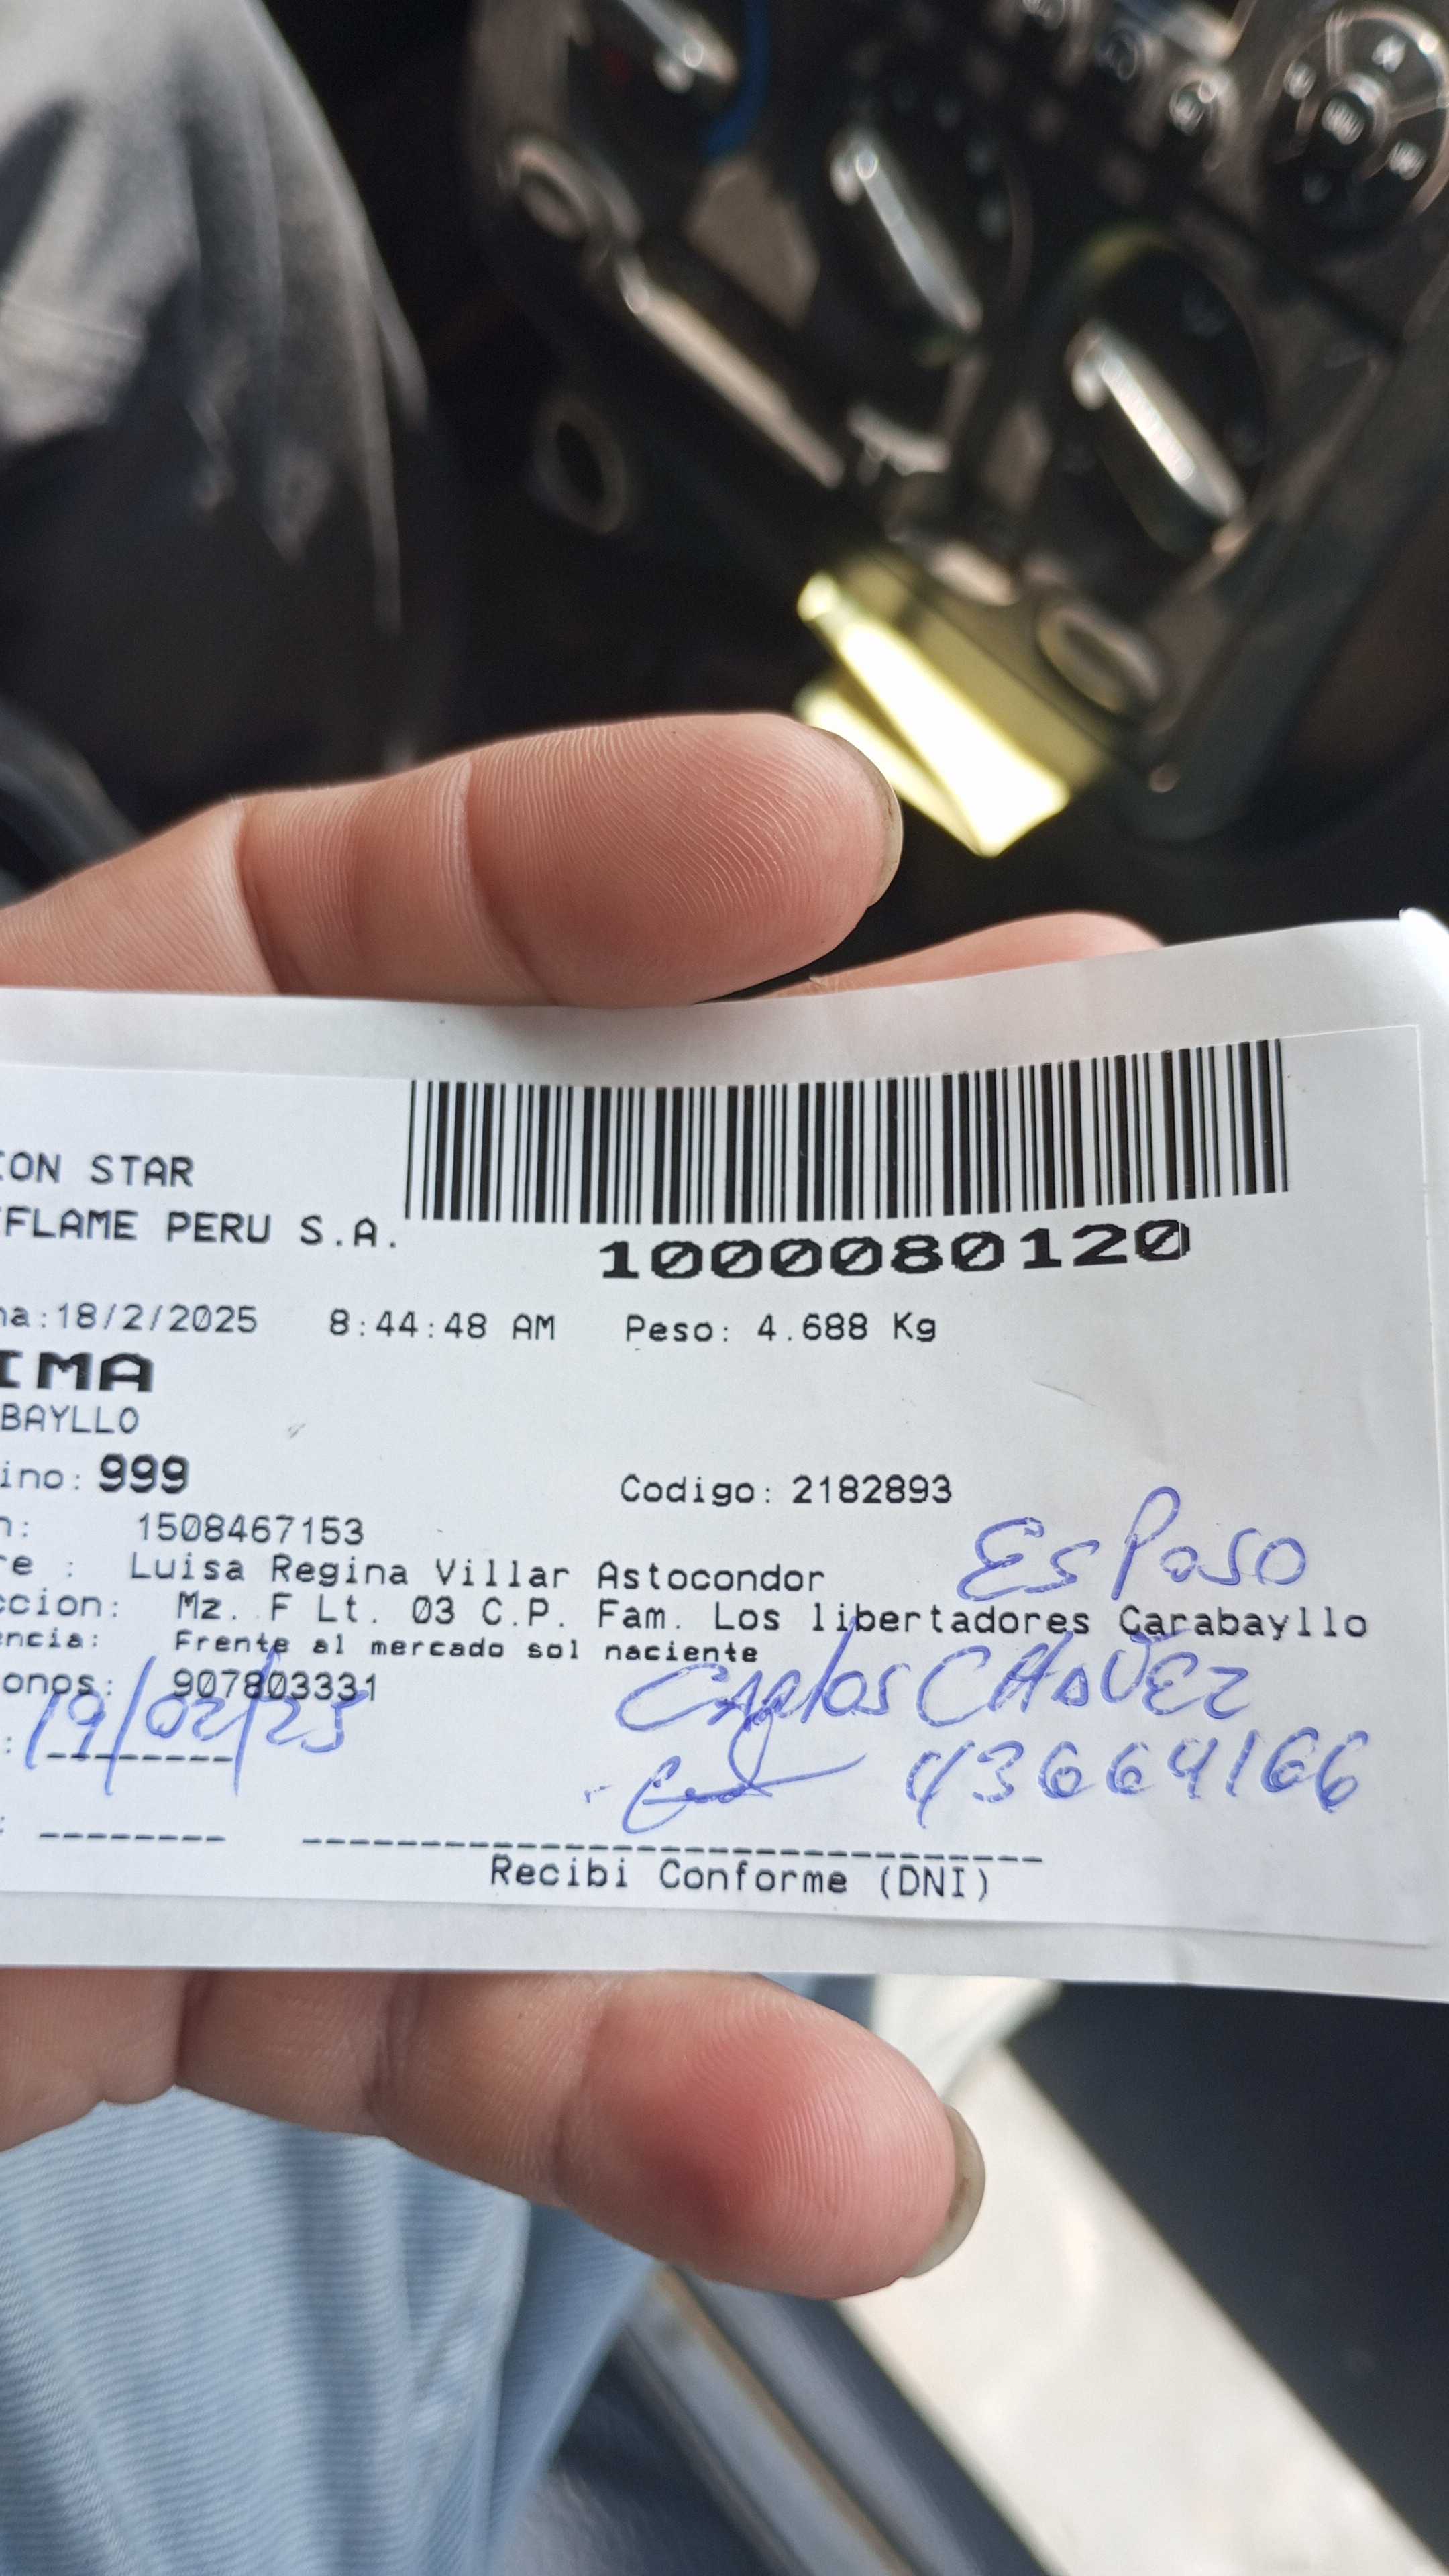 ION STAR
FLAME PERU S.A.
1000080120
na:18/2/2025 8:44:48 AM Peso: 4.688 Kg
IMA
BAYLLO
ino: 999 Codigo: 2182893
n: 1508467153
ESPOSO
re : Luisa Regina Villar Astocondor
ccion: Mz. F Lt. 03 C.P. Fam. Los libertadores Carabayllo
encia: Frente al mercado sol naciente
onos: 907803331
Carlos CHAVEZ
: 19/02/25
43664166
Recibi Conforme (DNI)